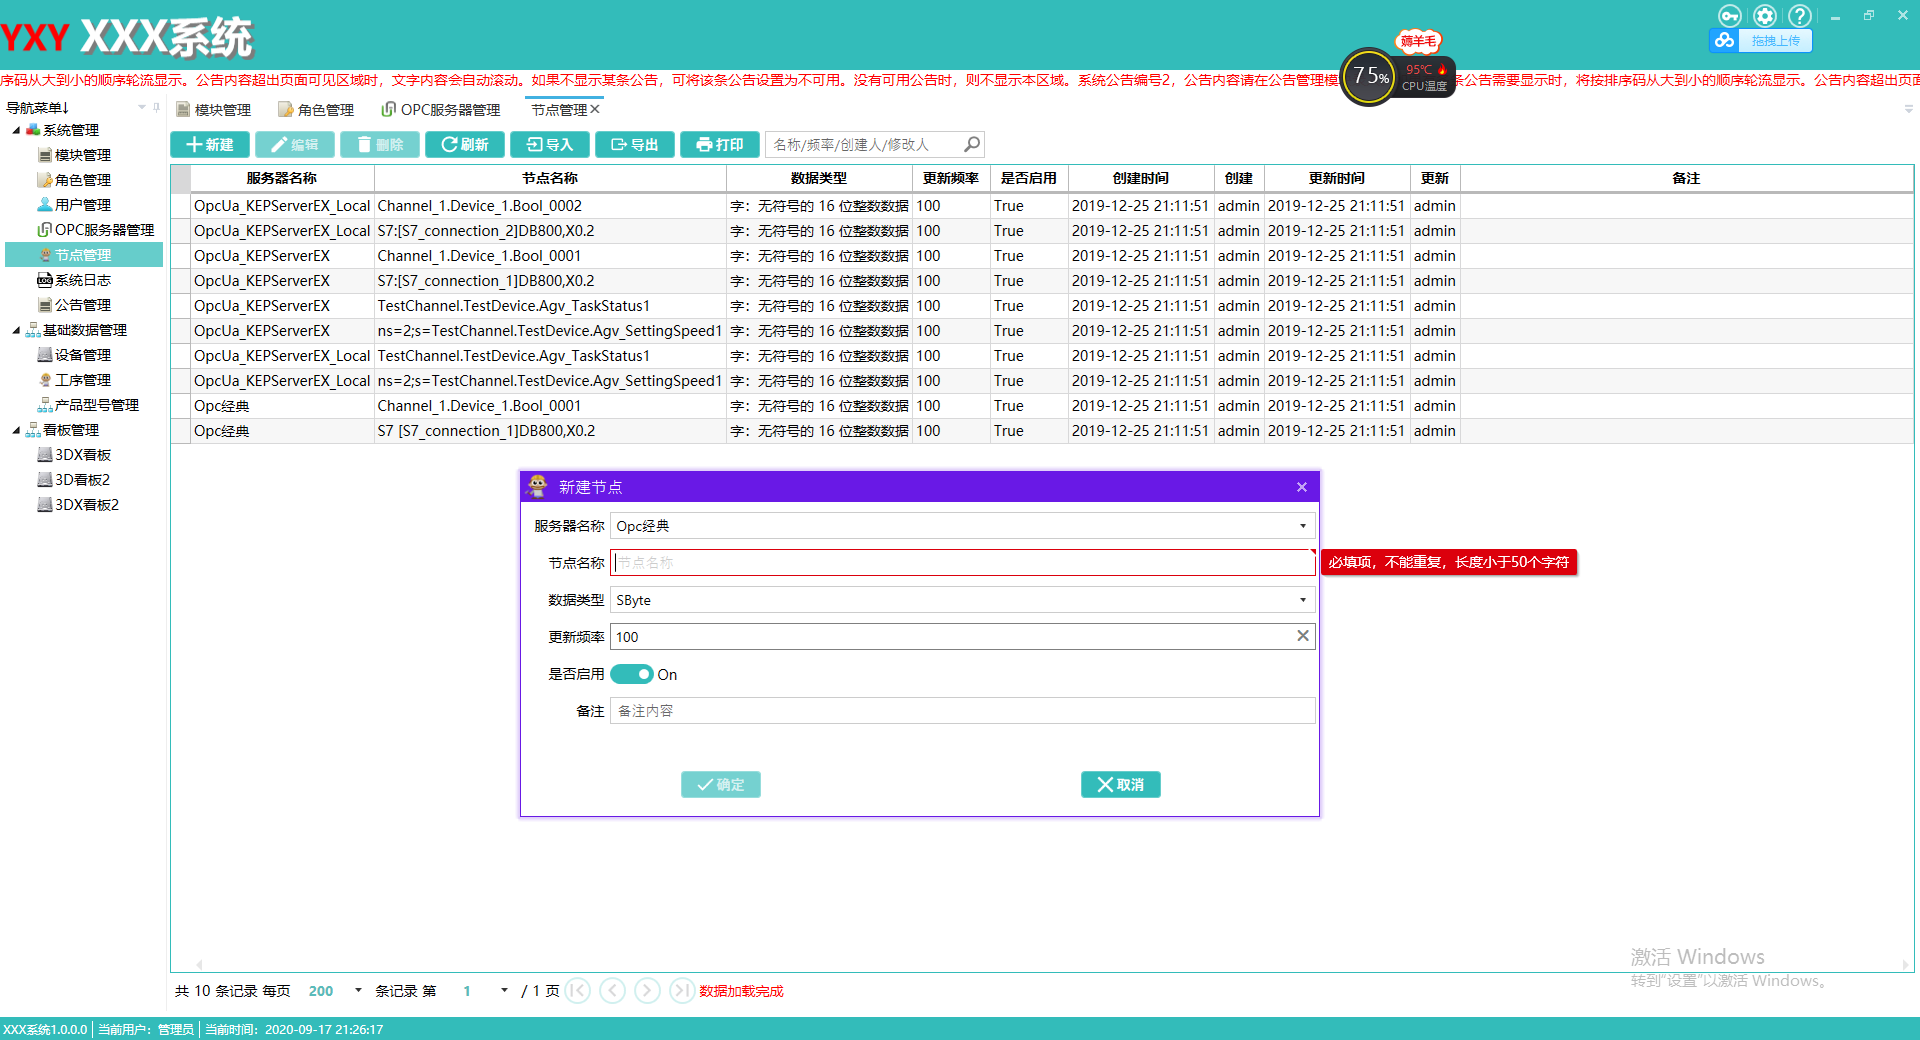 YXY XXX系统
拖拽上传
薅羊毛
75%
95℃
CPU温度
序码从大到小的顺序轮流显示。公告内容超出页面可见区域时，文字内容会自动滚动。如果不显示某条公告，可将该条公告设置为不可用。没有可用公告时，则不显示本区域。系统公告编号2，公告内容请在公告管理模
条公告需要显示时，将按排序码从大到小的顺序轮流显示。公告内容超出页面
导航菜单↓
系统管理
模块管理
角色管理
用户管理
OPC服务器管理
节点管理
系统日志
公告管理
基础数据管理
设备管理
工序管理
产品型号管理
看板管理
3DX看板
3D看板2
3DX看板2
模块管理 角色管理 OPC服务器管理 节点管理
新建 编辑 删除 刷新 导入 导出 打印 名称/频率/创建人/修改人
服务器名称 节点名称 数据类型 更新频率 是否启用 创建时间 创建 更新时间 更新 备注
OpcUa_KEPServerEX_Local Channel_1.Device_1.Bool_0002 字：无符号的 16 位整数数据 100 True 2019-12-25 21:11:51 admin 2019-12-25 21:11:51 admin
OpcUa_KEPServerEX_Local S7:[S7_connection_2]DB800,X0.2 字：无符号的 16 位整数数据 100 True 2019-12-25 21:11:51 admin 2019-12-25 21:11:51 admin
OpcUa_KEPServerEX Channel_1.Device_1.Bool_0001 字：无符号的 16 位整数数据 100 True 2019-12-25 21:11:51 admin 2019-12-25 21:11:51 admin
OpcUa_KEPServerEX S7:[S7_connection_1]DB800,X0.2 字：无符号的 16 位整数数据 100 True 2019-12-25 21:11:51 admin 2019-12-25 21:11:51 admin
OpcUa_KEPServerEX TestChannel.TestDevice.Agv_TaskStatus1 字：无符号的 16 位整数数据 100 True 2019-12-25 21:11:51 admin 2019-12-25 21:11:51 admin
OpcUa_KEPServerEX ns=2;s=TestChannel.TestDevice.Agv_SettingSpeed1 字：无符号的 16 位整数数据 100 True 2019-12-25 21:11:51 admin 2019-12-25 21:11:51 admin
OpcUa_KEPServerEX_Local TestChannel.TestDevice.Agv_TaskStatus1 字：无符号的 16 位整数数据 100 True 2019-12-25 21:11:51 admin 2019-12-25 21:11:51 admin
OpcUa_KEPServerEX_Local ns=2;s=TestChannel.TestDevice.Agv_SettingSpeed1 字：无符号的 16 位整数数据 100 True 2019-12-25 21:11:51 admin 2019-12-25 21:11:51 admin
Opc经典 Channel_1.Device_1.Bool_0001 字：无符号的 16 位整数数据 100 True 2019-12-25 21:11:51 admin 2019-12-25 21:11:51 admin
Opc经典 S7 [S7_connection_1]DB800,X0.2 字：无符号的 16 位整数数据 100 True 2019-12-25 21:11:51 admin 2019-12-25 21:11:51 admin
新建节点
服务器名称 Opc经典
节点名称 节点名称 必填项，不能重复，长度小于50个字符
数据类型 SByte
更新频率 100
是否启用 On
备注 备注内容
确定 取消
激活 Windows
转到“设置”以激活 Windows。
共 10 条记录 每页 200 条记录 第 1 / 1 页 数据加载完成
XXX系统1.0.0.0 当前用户：管理员 当前时间：2020-09-17 21:26:17